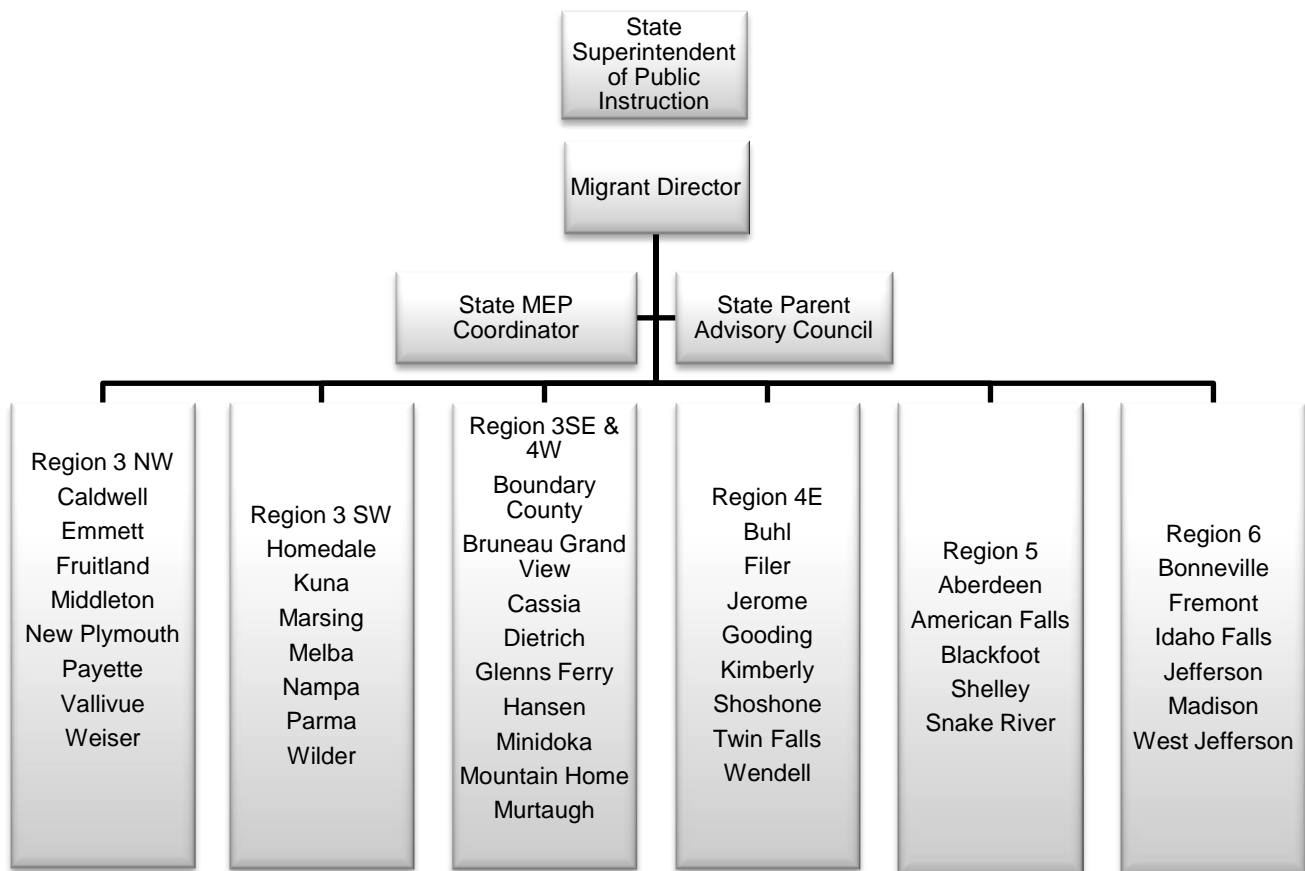 State
Superintendent
of Public
Instruction
Migrant Director
State MEP
Coordinator
State Parent
Advisory Council
Region 3 NW
Caldwell
Emmett
Fruitland
Middleton
New Plymouth
Payette
Vallivue
Weiser
Region 3 SW
Homedale
Kuna
Marsing
Melba
Nampa
Parma
Wilder
Region 3SE &
4W
Boundary
County
Bruneau Grand
View
Cassia
Dietrich
Glenns Ferry
Hansen
Minidoka
Mountain Home
Murtaugh
Region 4E
Buhl
Filer
Jerome
Gooding
Kimberly
Shoshone
Twin Falls
Wendell
Region 5
Aberdeen
American Falls
Blackfoot
Shelley
Snake River
Region 6
Bonneville
Fremont
Idaho Falls
Jefferson
Madison
West Jefferson